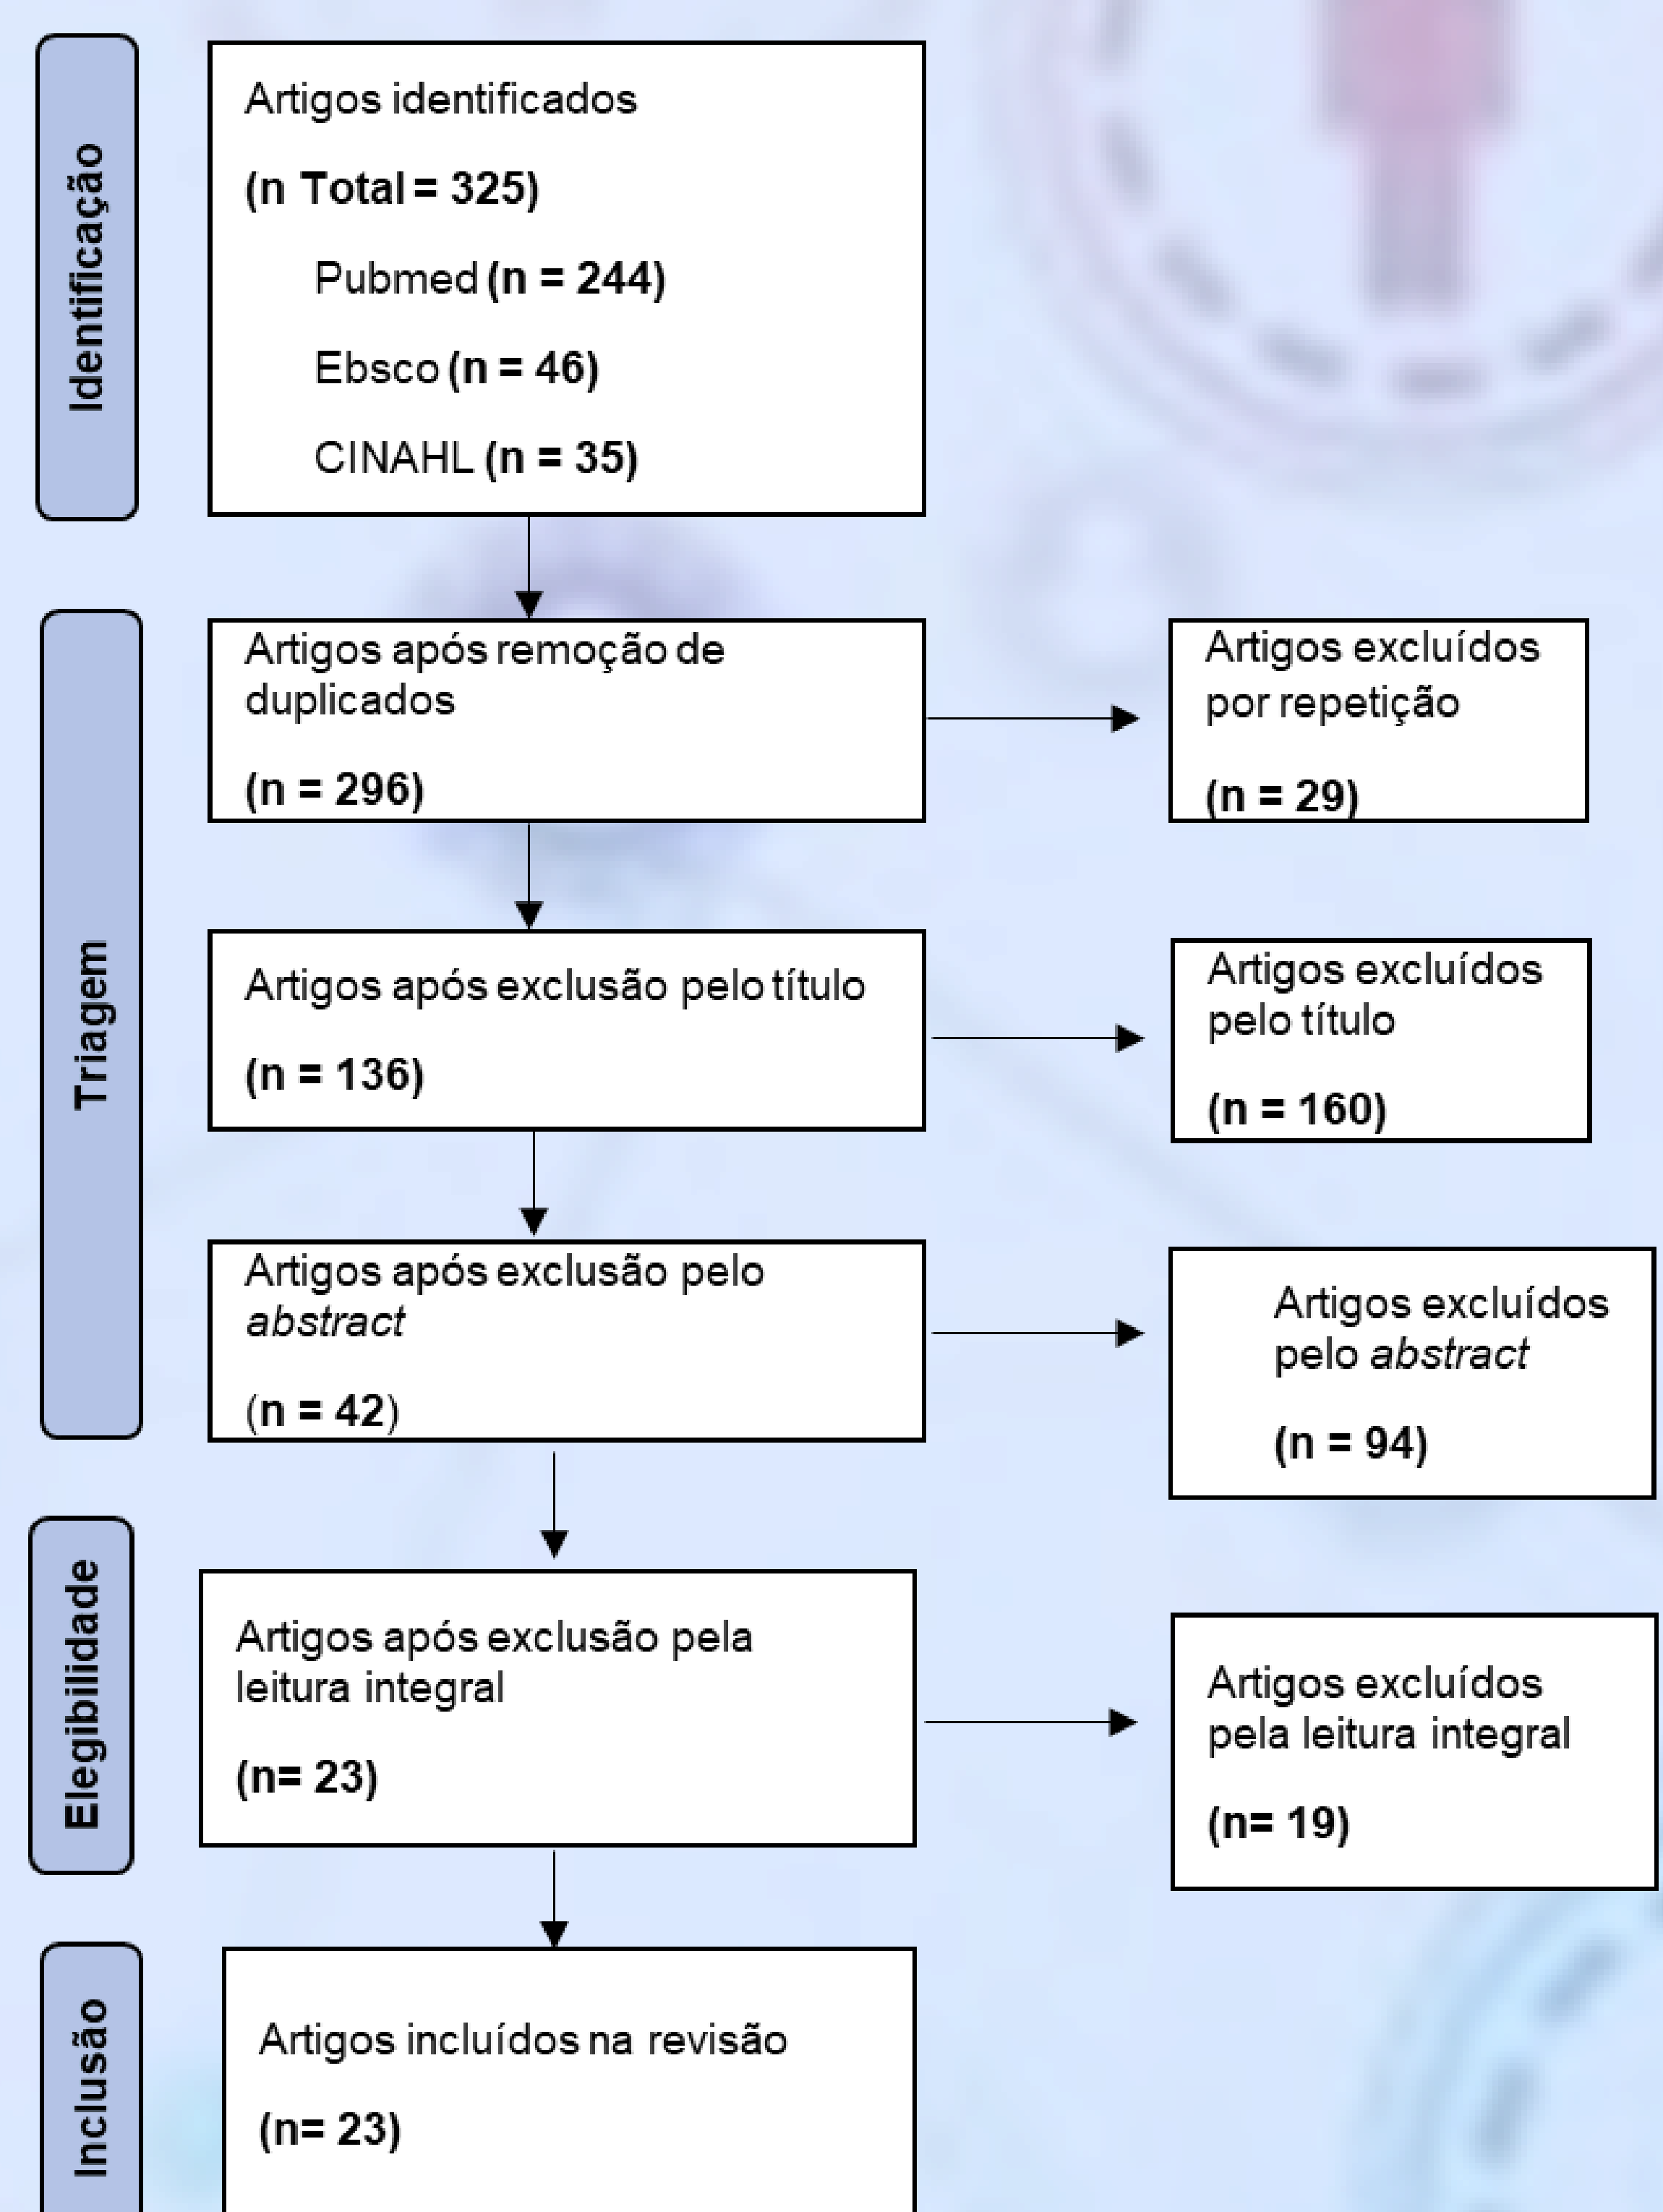 Identificação
Artigos identificados
(n Total = 325)
Pubmed (n = 244)
Ebsco (n = 46)
CINAHL (n = 35)
Triagem
Artigos após remoção de
duplicados
(n = 296)
Artigos excluídos
por repetição
(n = 29)
Artigos após exclusão pelo título
(n = 136)
Artigos excluídos
pelo título
(n = 160)
Artigos após exclusão pelo
abstract
(n = 42)
Artigos excluídos
pelo abstract
(n = 94)
Elegibilidade
Artigos após exclusão pela
leitura integral
(n= 23)
Artigos excluídos
pela leitura integral
(n= 19)
Inclusão
Artigos incluídos na revisão
(n= 23)